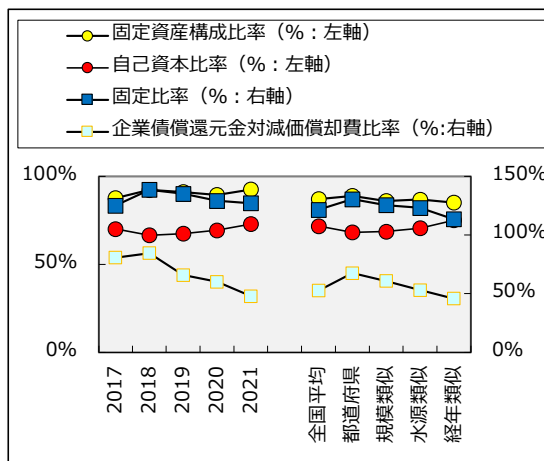 固定資産構成比率（%：左軸）
自己資本比率（%：左軸）
固定比率（%：右軸）
企業債償還元金対減価償却費比率（%:右軸）
100%
50%
0%
150%
100%
50%
0%
2017
2018
2019
2020
2021
全国平均
都道府県
規模類似
水源類似
経年類似